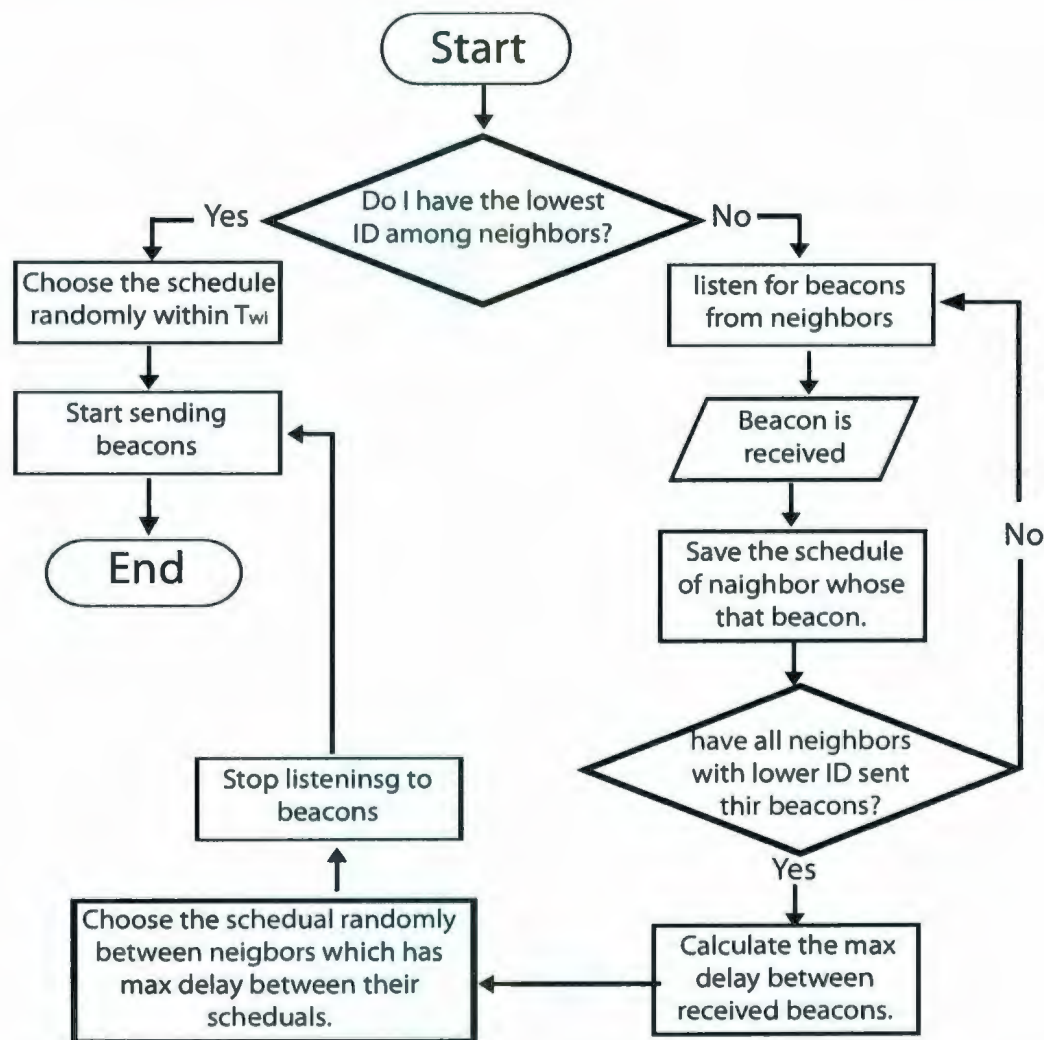 Start
Do I have the lowest
ID among neighbors?
Yes
No
Choose the schedule
randomly within Twi
listen for beacons
from neighbors
Start sending
beacons
Beacon is
received
End
Save the schedule
of naighbor whose
that beacon.
No
have all neighbors
with lower ID sent
thir beacons?
Yes
Stop listeninsg to
beacons
Choose the schedual randomly
between neigbors which has
max delay between their
scheduals.
Calculate the max
delay between
received beacons.